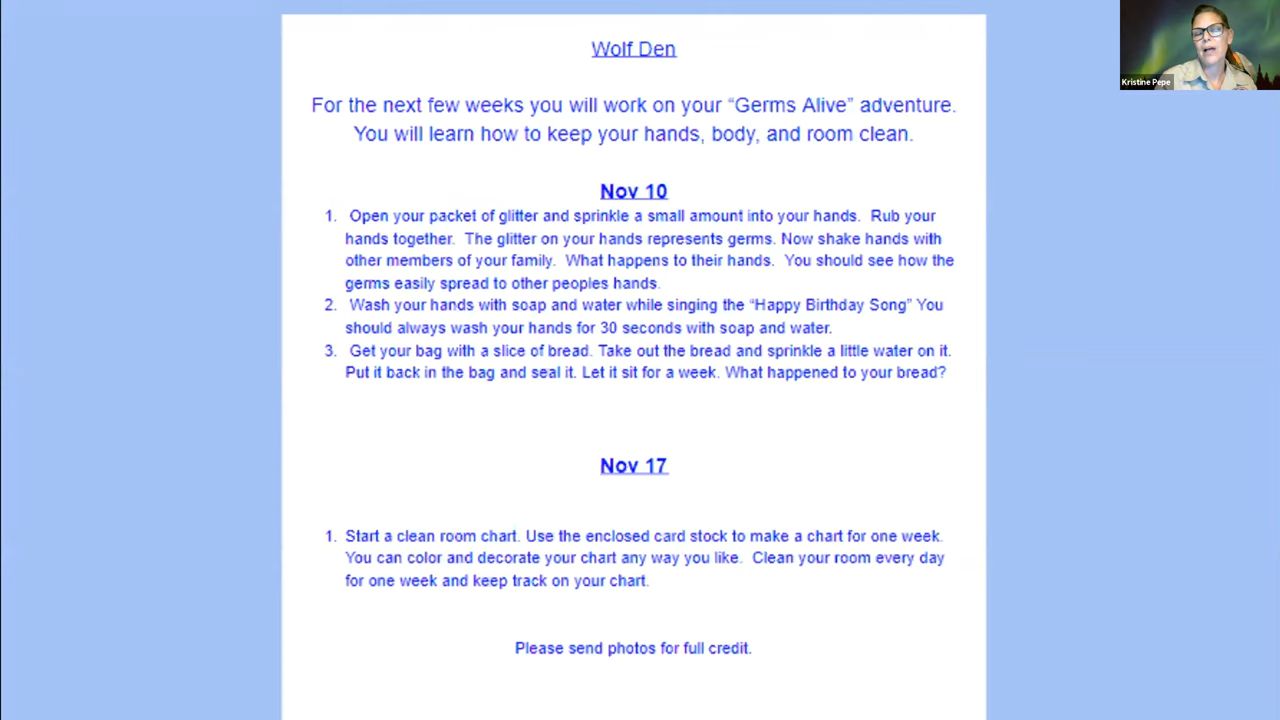 Wolf Den
For the next few weeks you will work on your “Germs Alive” adventure.
You will learn how to keep your hands, body, and room clean.
Nov 10
1. Open your packet of glitter and sprinkle a small amount into your hands. Rub your
hands together. The glitter on your hands represents germs. Now shake hands with
other members of your family. What happens to their hands. You should see how the
germs easily spread to other peoples hands.
2. Wash your hands with soap and water while singing the “Happy Birthday Song” You
should always wash your hands for 30 seconds with soap and water.
3. Get your bag with a slice of bread. Take out the bread and sprinkle a little water on it.
Put it back in the bag and seal it. Let it sit for a week. What happened to your bread?
Nov 17
1. Start a clean room chart. Use the enclosed card stock to make a chart for one week.
You can color and decorate your chart any way you like. Clean your room every day
for one week and keep track on your chart.
Please send photos for full credit.
Kristine Pepe